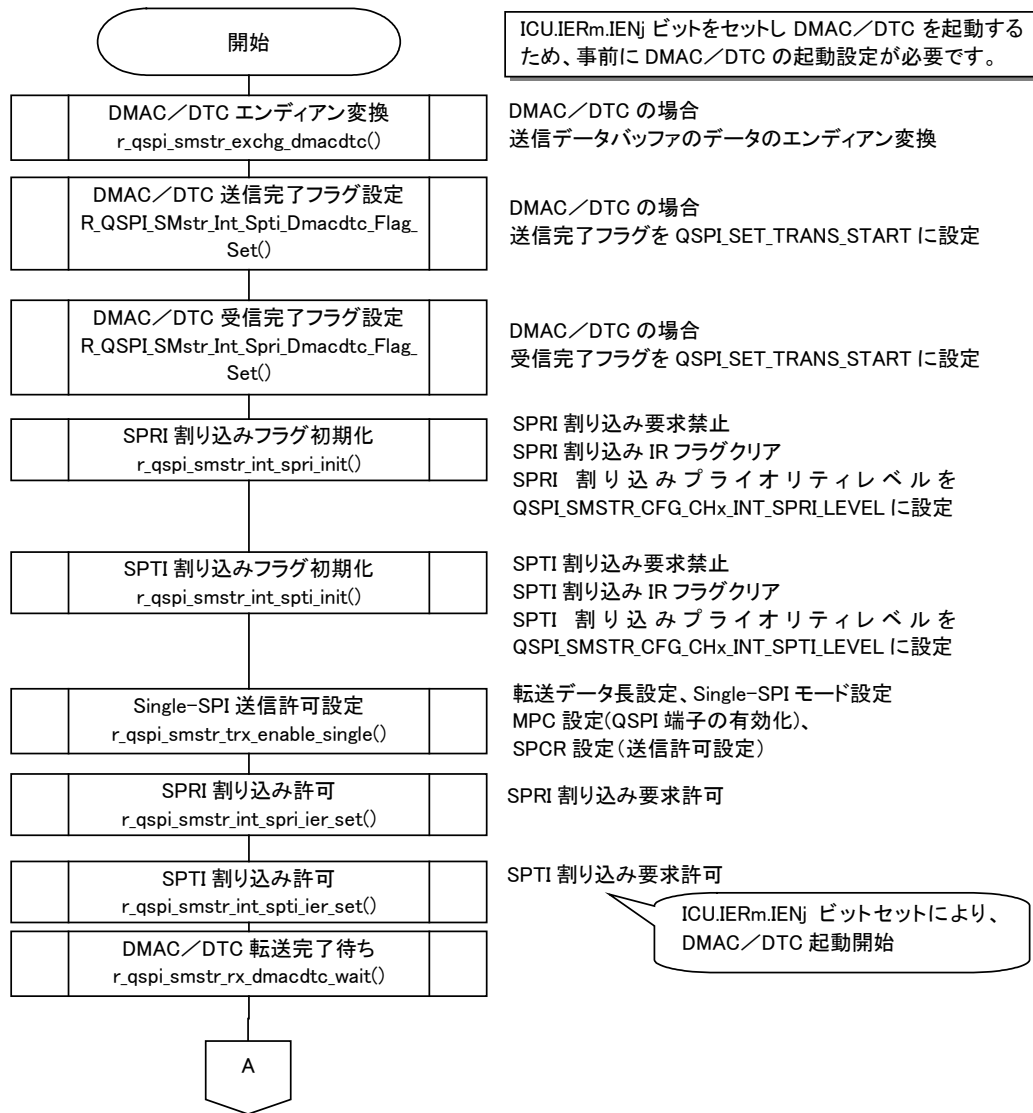 開始
ICU.IERm.IENj ビットをセットし DMAC／DTC を起動する
ため、事前に DMAC／DTC の起動設定が必要です。
DMAC／DTC エンディアン変換
r_qspi_smstr_exchg_dmacdtc()
DMAC／DTC の場合
送信データバッファのデータのエンディアン変換
DMAC／DTC 送信完了フラグ設定
R_QSPI_SMstr_Int_Spti_Dmacdtc_Flag_
Set()
DMAC／DTC の場合
送信完了フラグを QSPI_SET_TRANS_START に設定
DMAC／DTC 受信完了フラグ設定
R_QSPI_SMstr_Int_Spri_Dmacdtc_Flag_
Set()
DMAC／DTC の場合
受信完了フラグを QSPI_SET_TRANS_START に設定
SPRI 割り込みフラグ初期化
r_qspi_smstr_int_spri_init()
SPRI 割り込み要求禁止
SPRI 割り込み IR フラグクリア
SPRI 割り込みプライオリティレベルを
QSPI_SMSTR_CFG_CHx_INT_SPRI_LEVEL に設定
SPTI 割り込みフラグ初期化
r_qspi_smstr_int_spti_init()
SPTI 割り込み要求禁止
SPTI 割り込み IR フラグクリア
SPTI 割り込みプライオリティレベルを
QSPI_SMSTR_CFG_CHx_INT_SPTI_LEVEL に設定
Single-SPI 送信許可設定
r_qspi_smstr_trx_enable_single()
転送データ長設定、Single-SPI モード設定
MPC 設定(QSPI 端子の有効化)、
SPCR 設定（送信許可設定）
SPRI 割り込み許可
r_qspi_smstr_int_spri_ier_set()
SPRI 割り込み要求許可
SPTI 割り込み許可
r_qspi_smstr_int_spti_ier_set()
SPTI 割り込み要求許可
ICU.IERm.IENj ビットセットにより、
DMAC／DTC 起動開始
DMAC／DTC 転送完了待ち
r_qspi_smstr_rx_dmacdtc_wait()
A